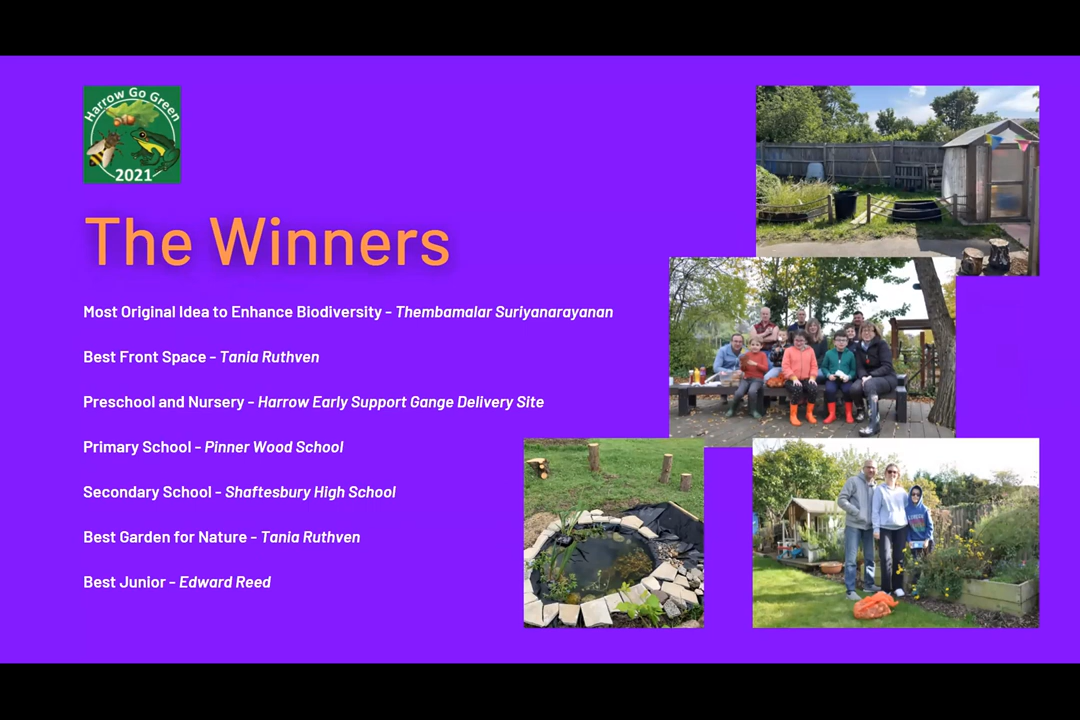 Harrow Go Green
2021
The Winners
Most Original Idea to Enhance Biodiversity - Thembamalar Suriyanarayanan
Best Front Space - Tania Ruthven
Preschool and Nursery - Harrow Early Support Gange Delivery Site
Primary School - Pinner Wood School
Secondary School - Shaftesbury High School
Best Garden for Nature - Tania Ruthven
Best Junior - Edward Reed